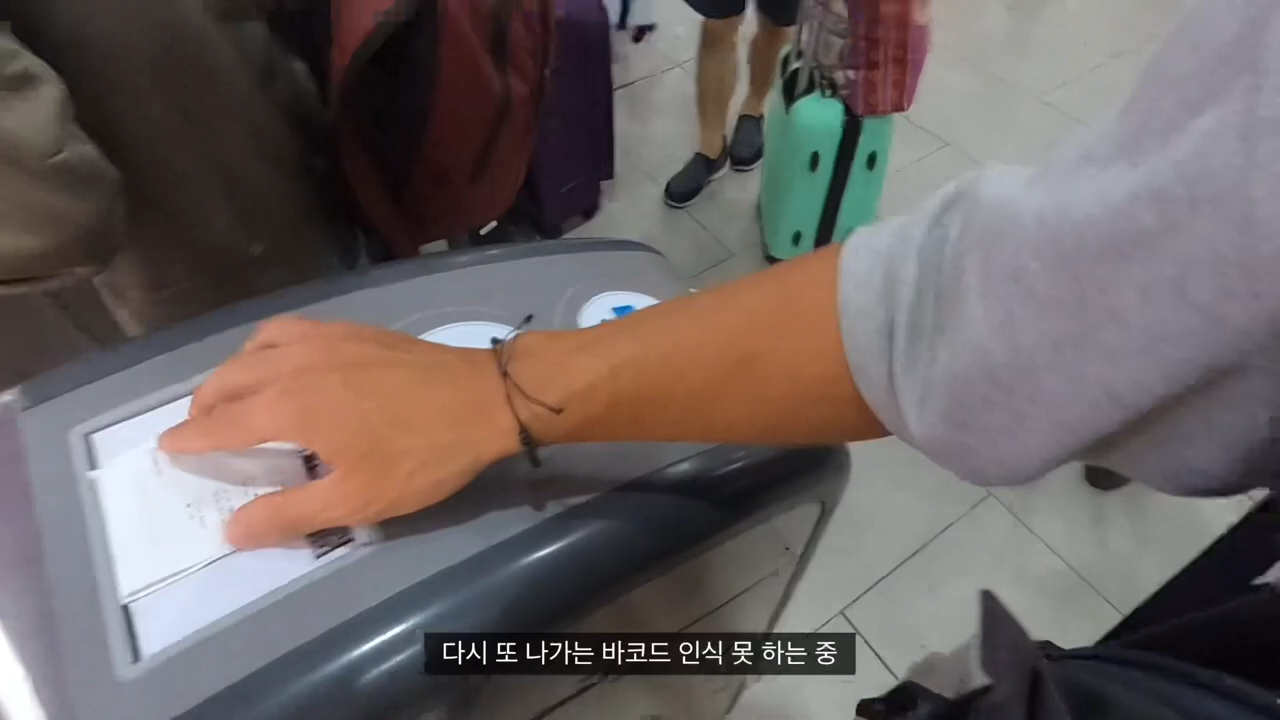 다시 또 나가는 바코드 인식 못 하는 중